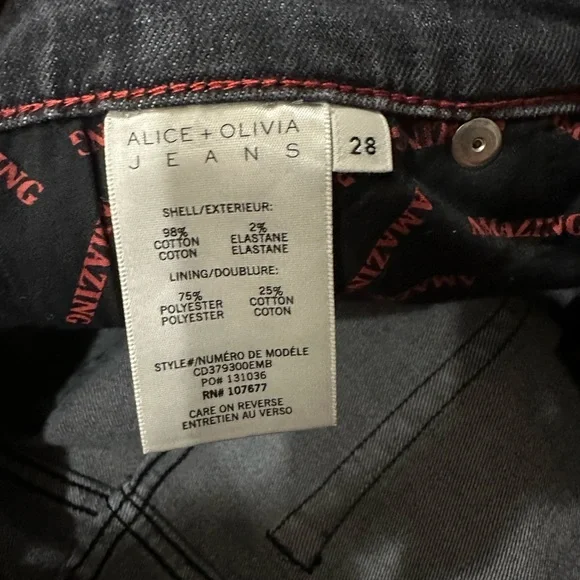 ALICE + OLIVIA
JEANS
28
SHELL/EXTERIEUR:
98% 2%
COTTON ELASTANE
COTON ELASTANE
LINING/DOUBLURE:
75% 25%
POLYESTER COTTON
POLYESTER COTON
STYLE#/NUMÉRO DE MODÈLE
CD379300EMB
PO# 131036
RN# 107677
CARE ON REVERSE
ENTRETIEN AU VERSO
AMAZING
AMAZING
AMAZING